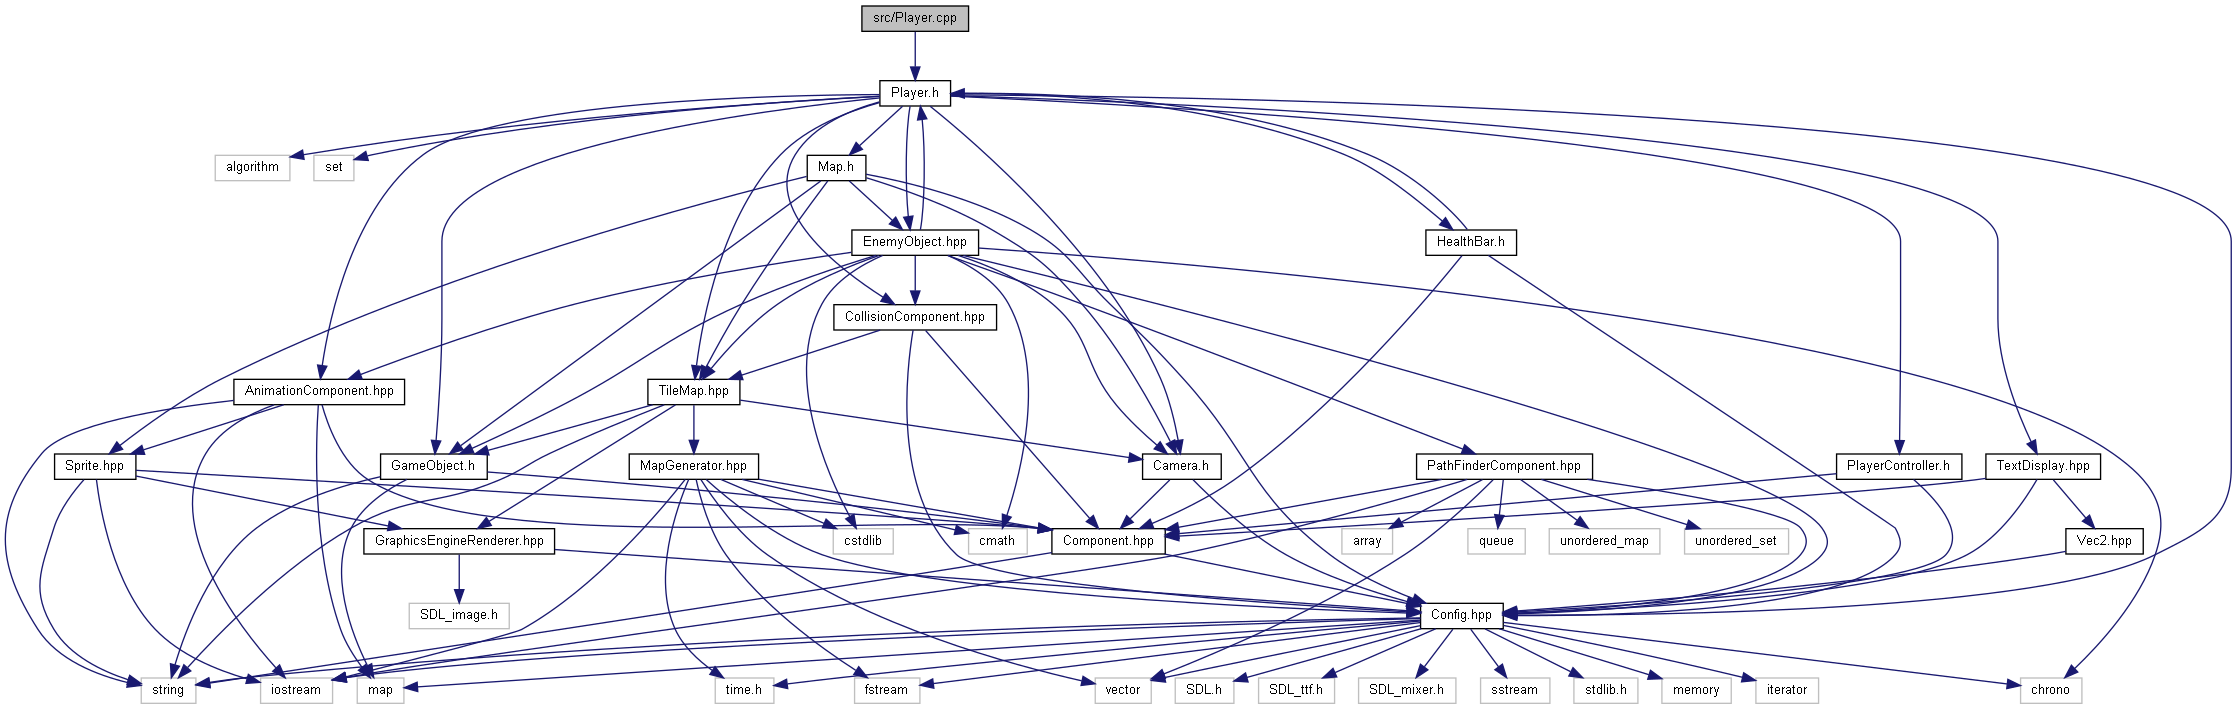 src/Player.cpp
Player.h
algorithm
set
Map.h
EnemyObject.hpp
HealthBar.h
CollisionComponent.hpp
AnimationComponent.hpp
TileMap.hpp
Sprite.hpp
GameObject.h
MapGenerator.hpp
Camera.h
PathFinderComponent.hpp
PlayerController.h
TextDisplay.hpp
GraphicsEngineRenderer.hpp
cstdlib
cmath
Component.hpp
array
queue
unordered_map
unordered_set
Vec2.hpp
SDL_image.h
Config.hpp
string
iostream
map
time.h
fstream
vector
SDL.h
SDL_ttf.h
SDL_mixer.h
sstream
stdlib.h
memory
iterator
chrono